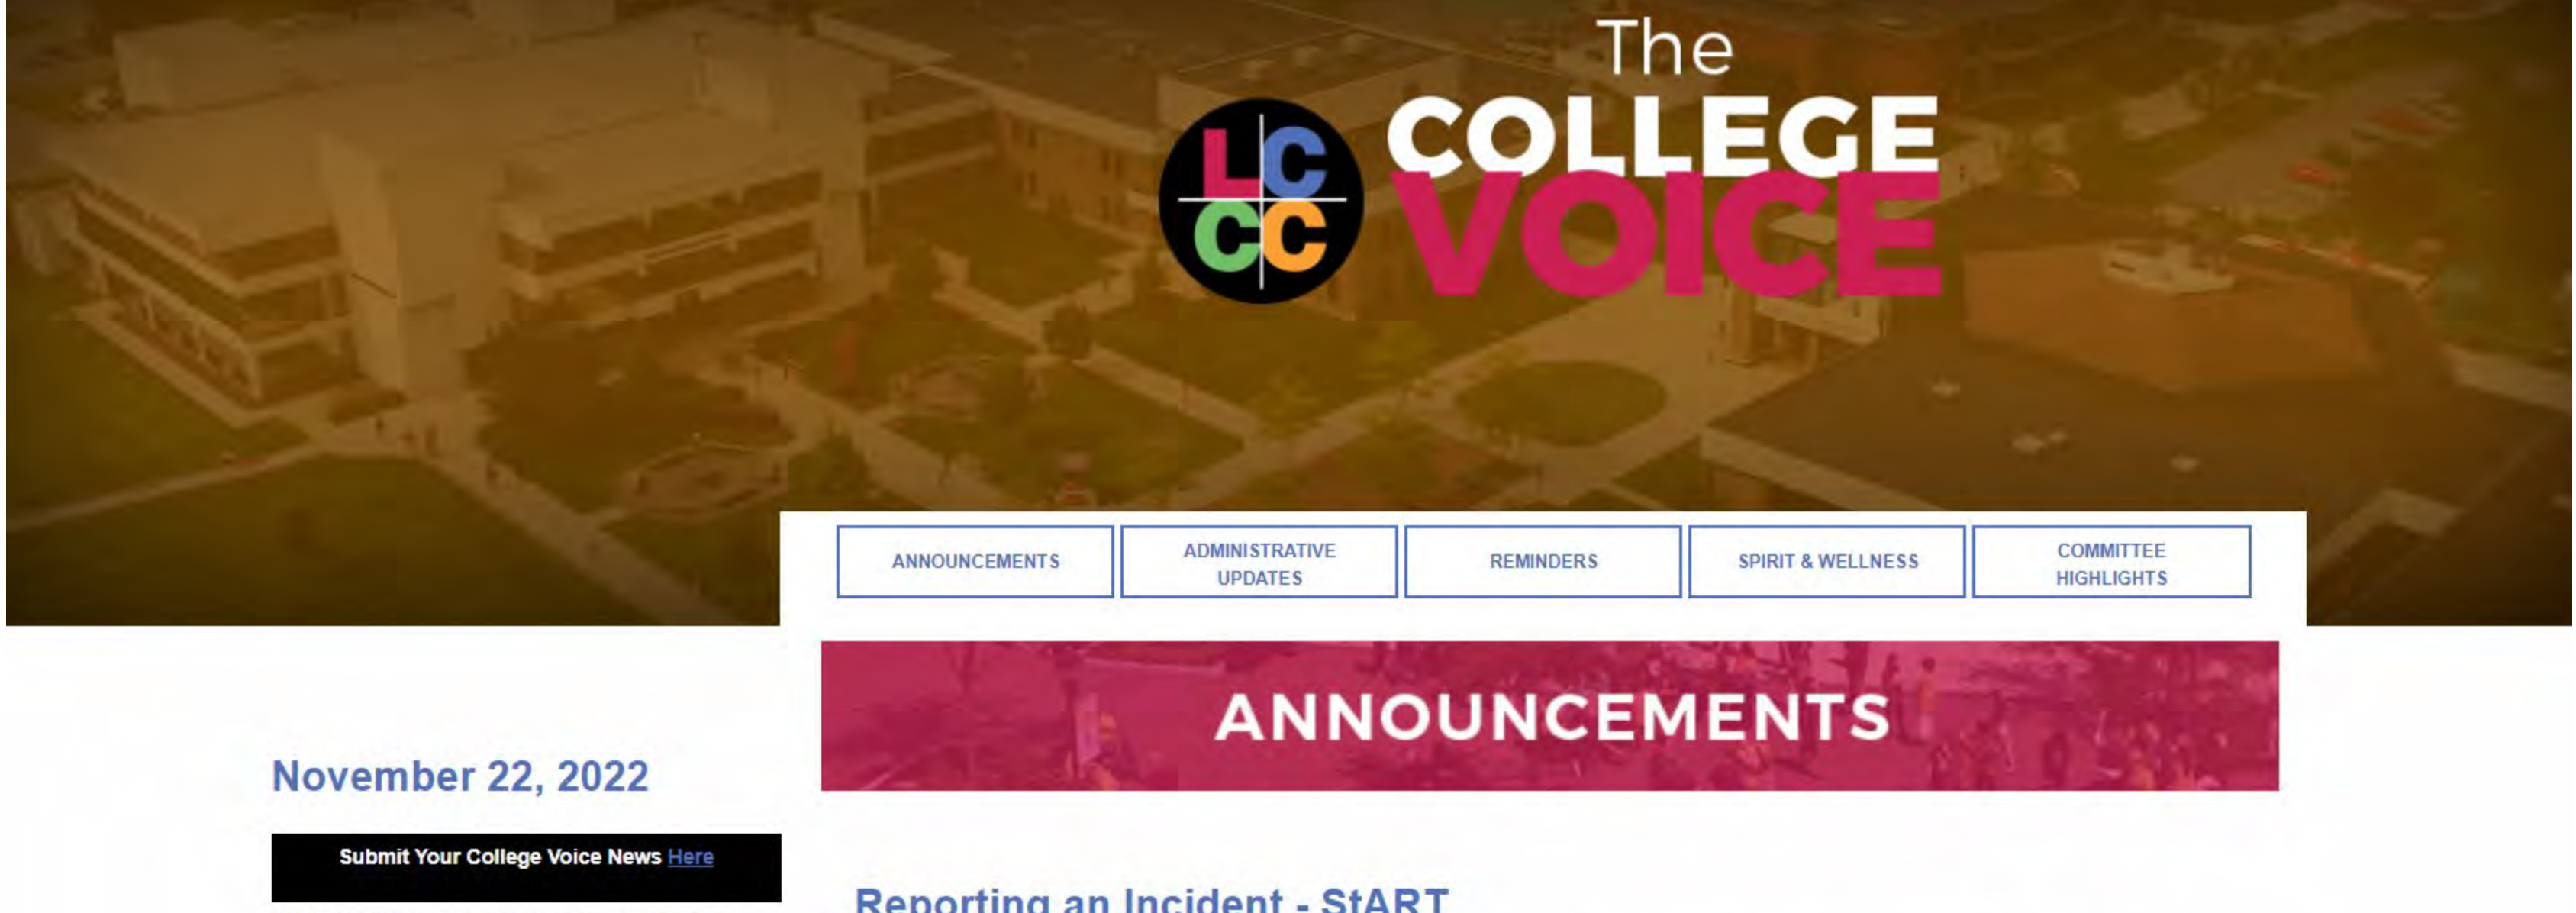 The
COLLEGE
VOICE
LC
CC
ANNOUNCEMENTS
ADMINISTRATIVE
UPDATES
REMINDERS
SPIRIT & WELLNESS
COMMITTEE
HIGHLIGHTS
ANNOUNCEMENTS
November 22, 2022
Submit Your College Voice News Here
Reporting an Incident - StART